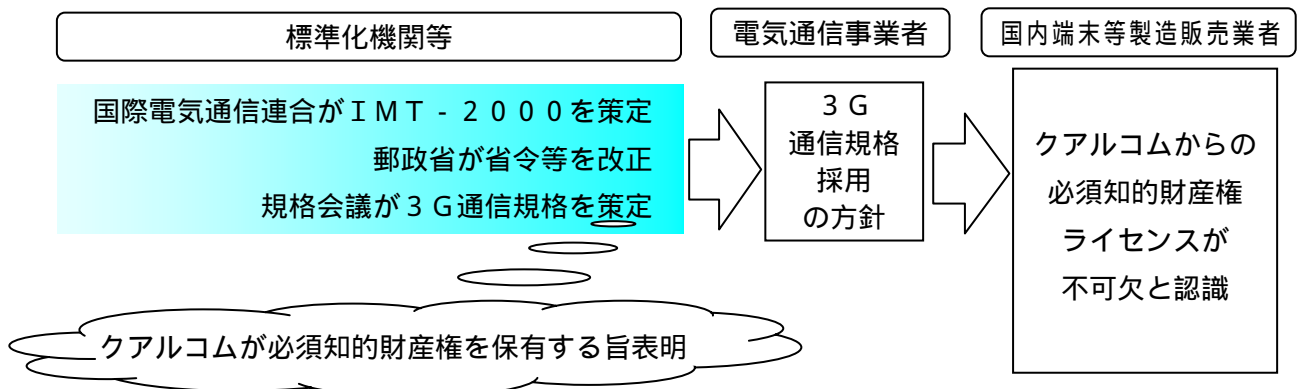 標準化機関等
電気通信事業者
国内端末等製造販売業者
国際電気通信連合がIMT-2000を策定
郵政省が省令等を改正
規格会議が3G通信規格を策定
3G
通信規格
採用
の方針
クアルコムからの
必須知的財産権
ライセンスが
不可欠と認識
クアルコムが必須知的財産権を保有する旨表明